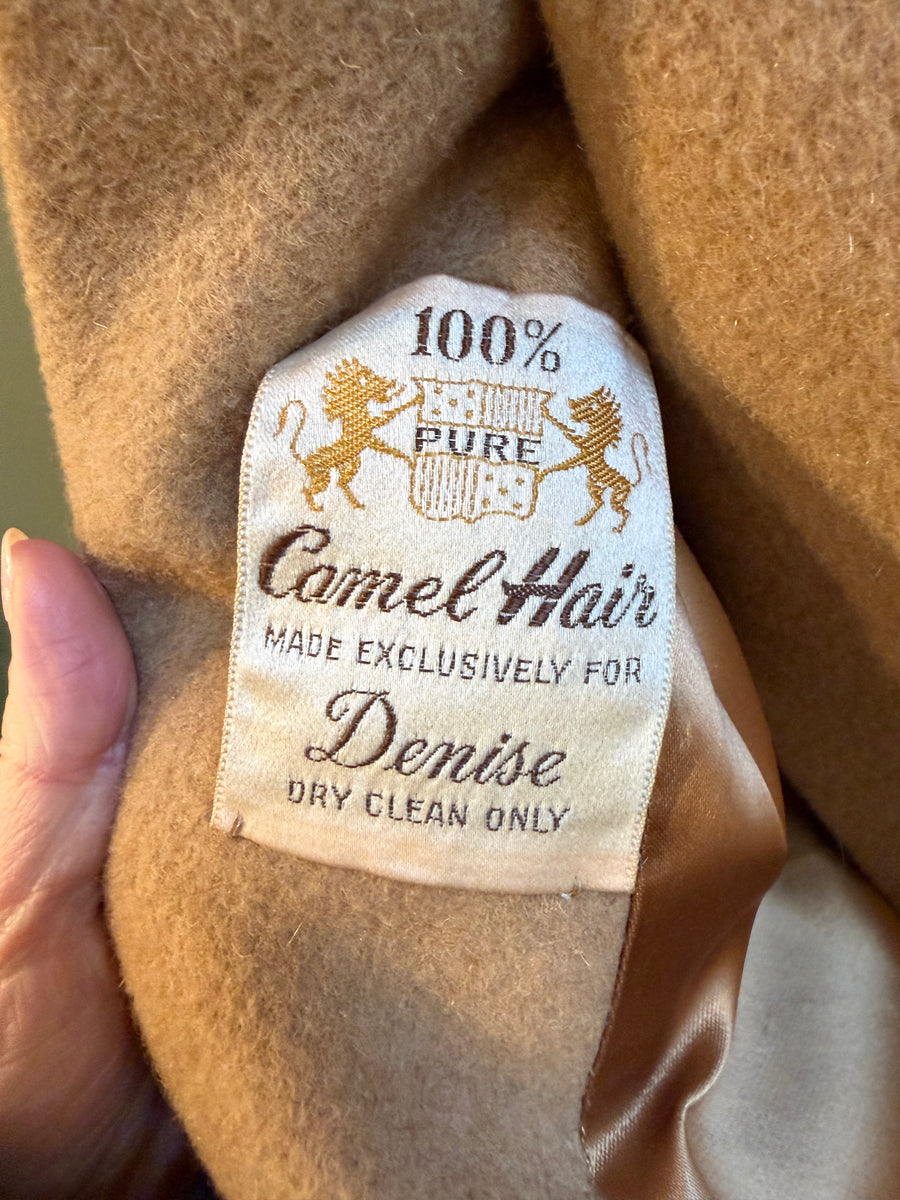 100%
PURE
Camel Hair
MADE EXCLUSIVELY FOR
Denise
DRY CLEAN ONLY